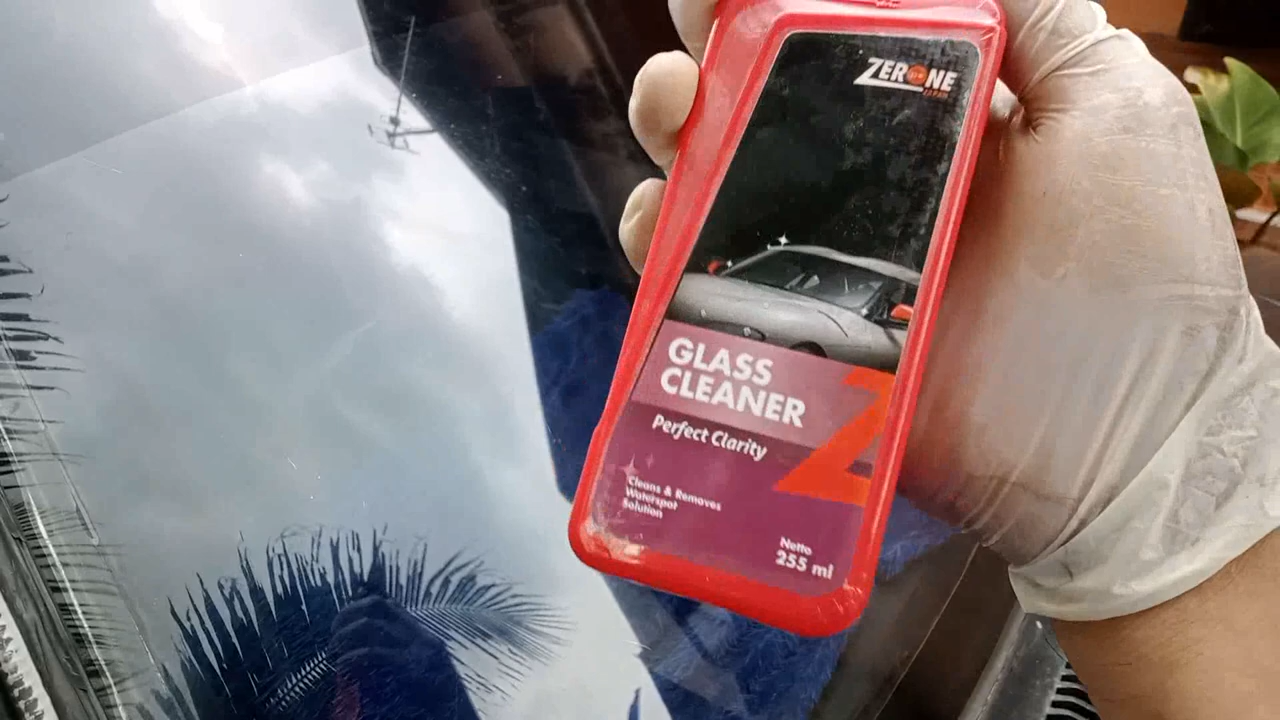 ZERONE
GLASS
CLEANER
Perfect Clarity
Cleans & Removes
Waterspot
Solution
Netto
255 ml